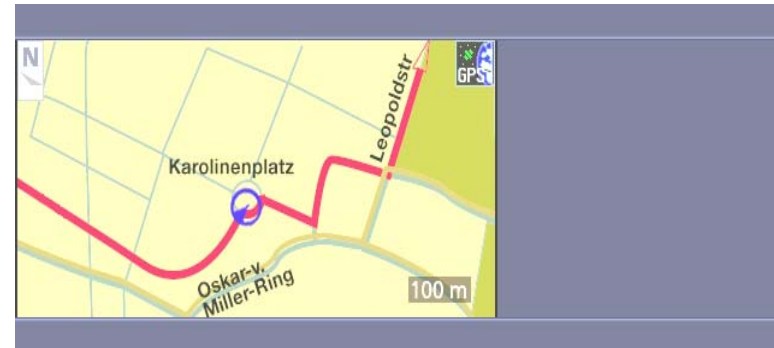 N
GPS
Leopoldstr
Karolinenplatz
Oskar-v.
Miller-Ring
100 m